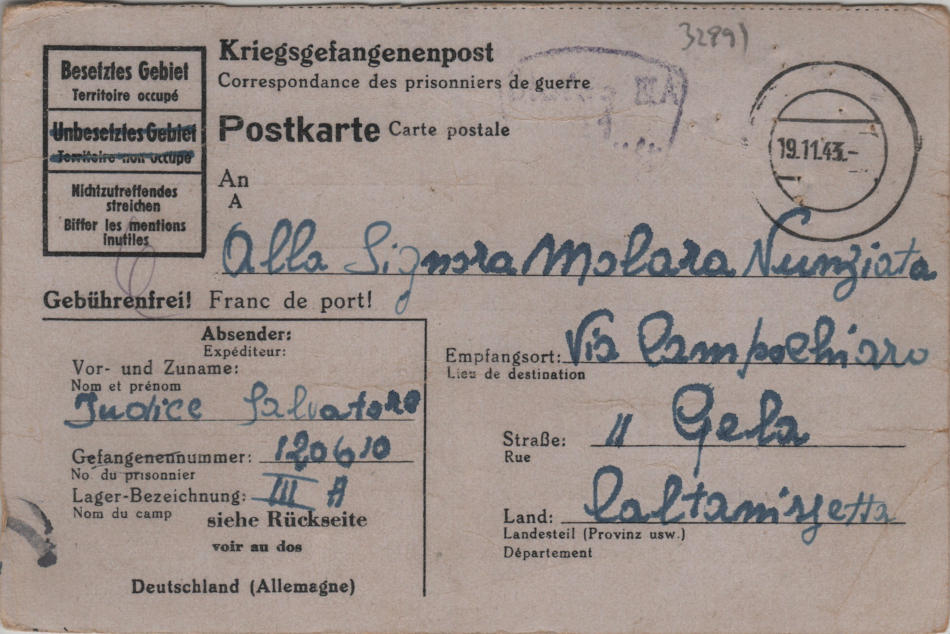 32891
Besetztes Gebiet
Territoire occupé
Unbesetztes Gebiet
Territoire non occupé
Nichtzutreffendes
streichen
Biffer les mentions
inutiles
Kriegsgefangenenpost
Correspondance des prisonniers de guerre
Postkarte Carte postale
III A
19.11.43.-
An
A
Alla Signora Molara Nunziata
Gebührenfrei! Franc de port!
Absender:
Expéditeur:
Vor- und Zuname:
Nom et prénom
Iudice Salvatore
Gefangenennummer: 120610
No du prisonnier
Lager-Bezeichnung: III A
Nom du camp
siehe Rückseite
voir au dos
Deutschland (Allemagne)
Empfangsort: Via Campochiaro
Lieu de destination
Straße: 11 Gela
Rue
Land: Caltanissetta
Landesteil (Provinz usw.)
Département